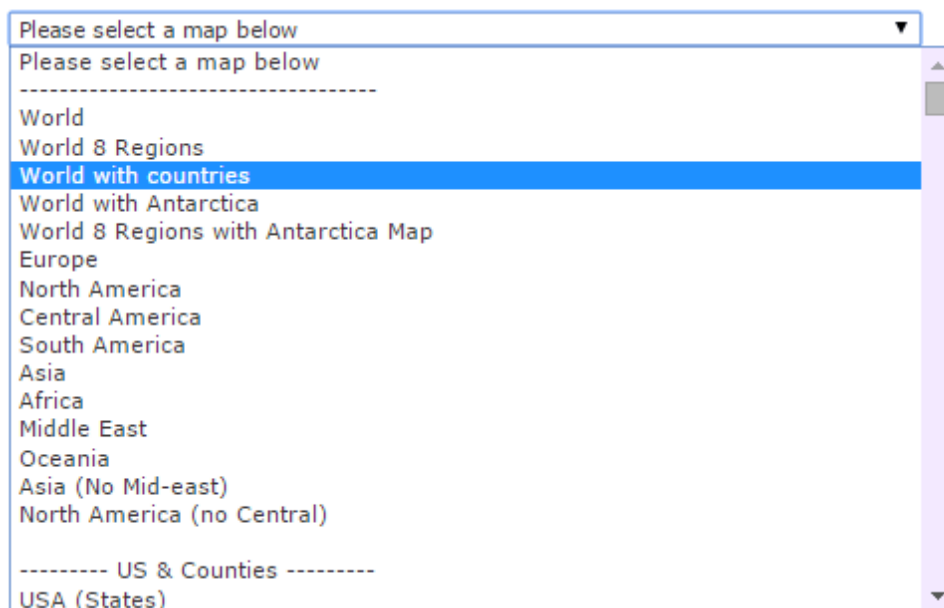 Please select a map below
Please select a map below
------------------------------------
World
World 8 Regions
World with countries
World with Antarctica
World 8 Regions with Antarctica Map
Europe
North America
Central America
South America
Asia
Africa
Middle East
Oceania
Asia (No Mid-east)
North America (no Central)
--------- US & Counties ---------
USA (States)